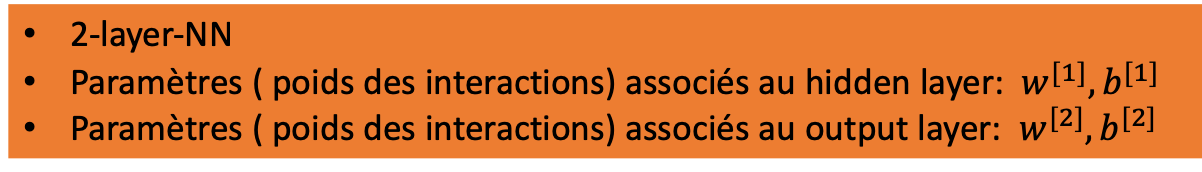 • 2-layer-NN
• Paramètres ( poids des interactions) associés au hidden layer: $w^{[1]}, b^{[1]}$
• Paramètres ( poids des interactions) associés au output layer: $w^{[2]}, b^{[2]}$